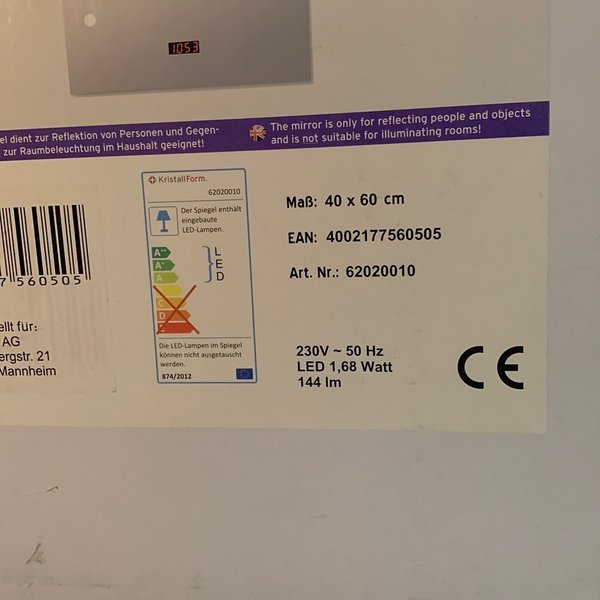 1053
el dient zur Reflektion von Personen und Gegen-
zur Raumbeleuchtung im Haushalt geeignet!
The mirror is only for reflecting people and objects
and is not suitable for illuminating rooms!
7 560505
ellt für:
AG
ergstr. 21
Mannheim
KristallForm.
62020010
Der Spiegel enthält
eingebaute
LED-Lampen.
A++
A+
A
B
C
D
E
L
E
D
Die LED-Lampen im Spiegel
können nicht ausgetauscht
werden.
874/2012
Maß: 40 x 60 cm
EAN: 4002177560505
Art. Nr.: 62020010
230V ~ 50 Hz
LED 1,68 Watt
144 lm
CE